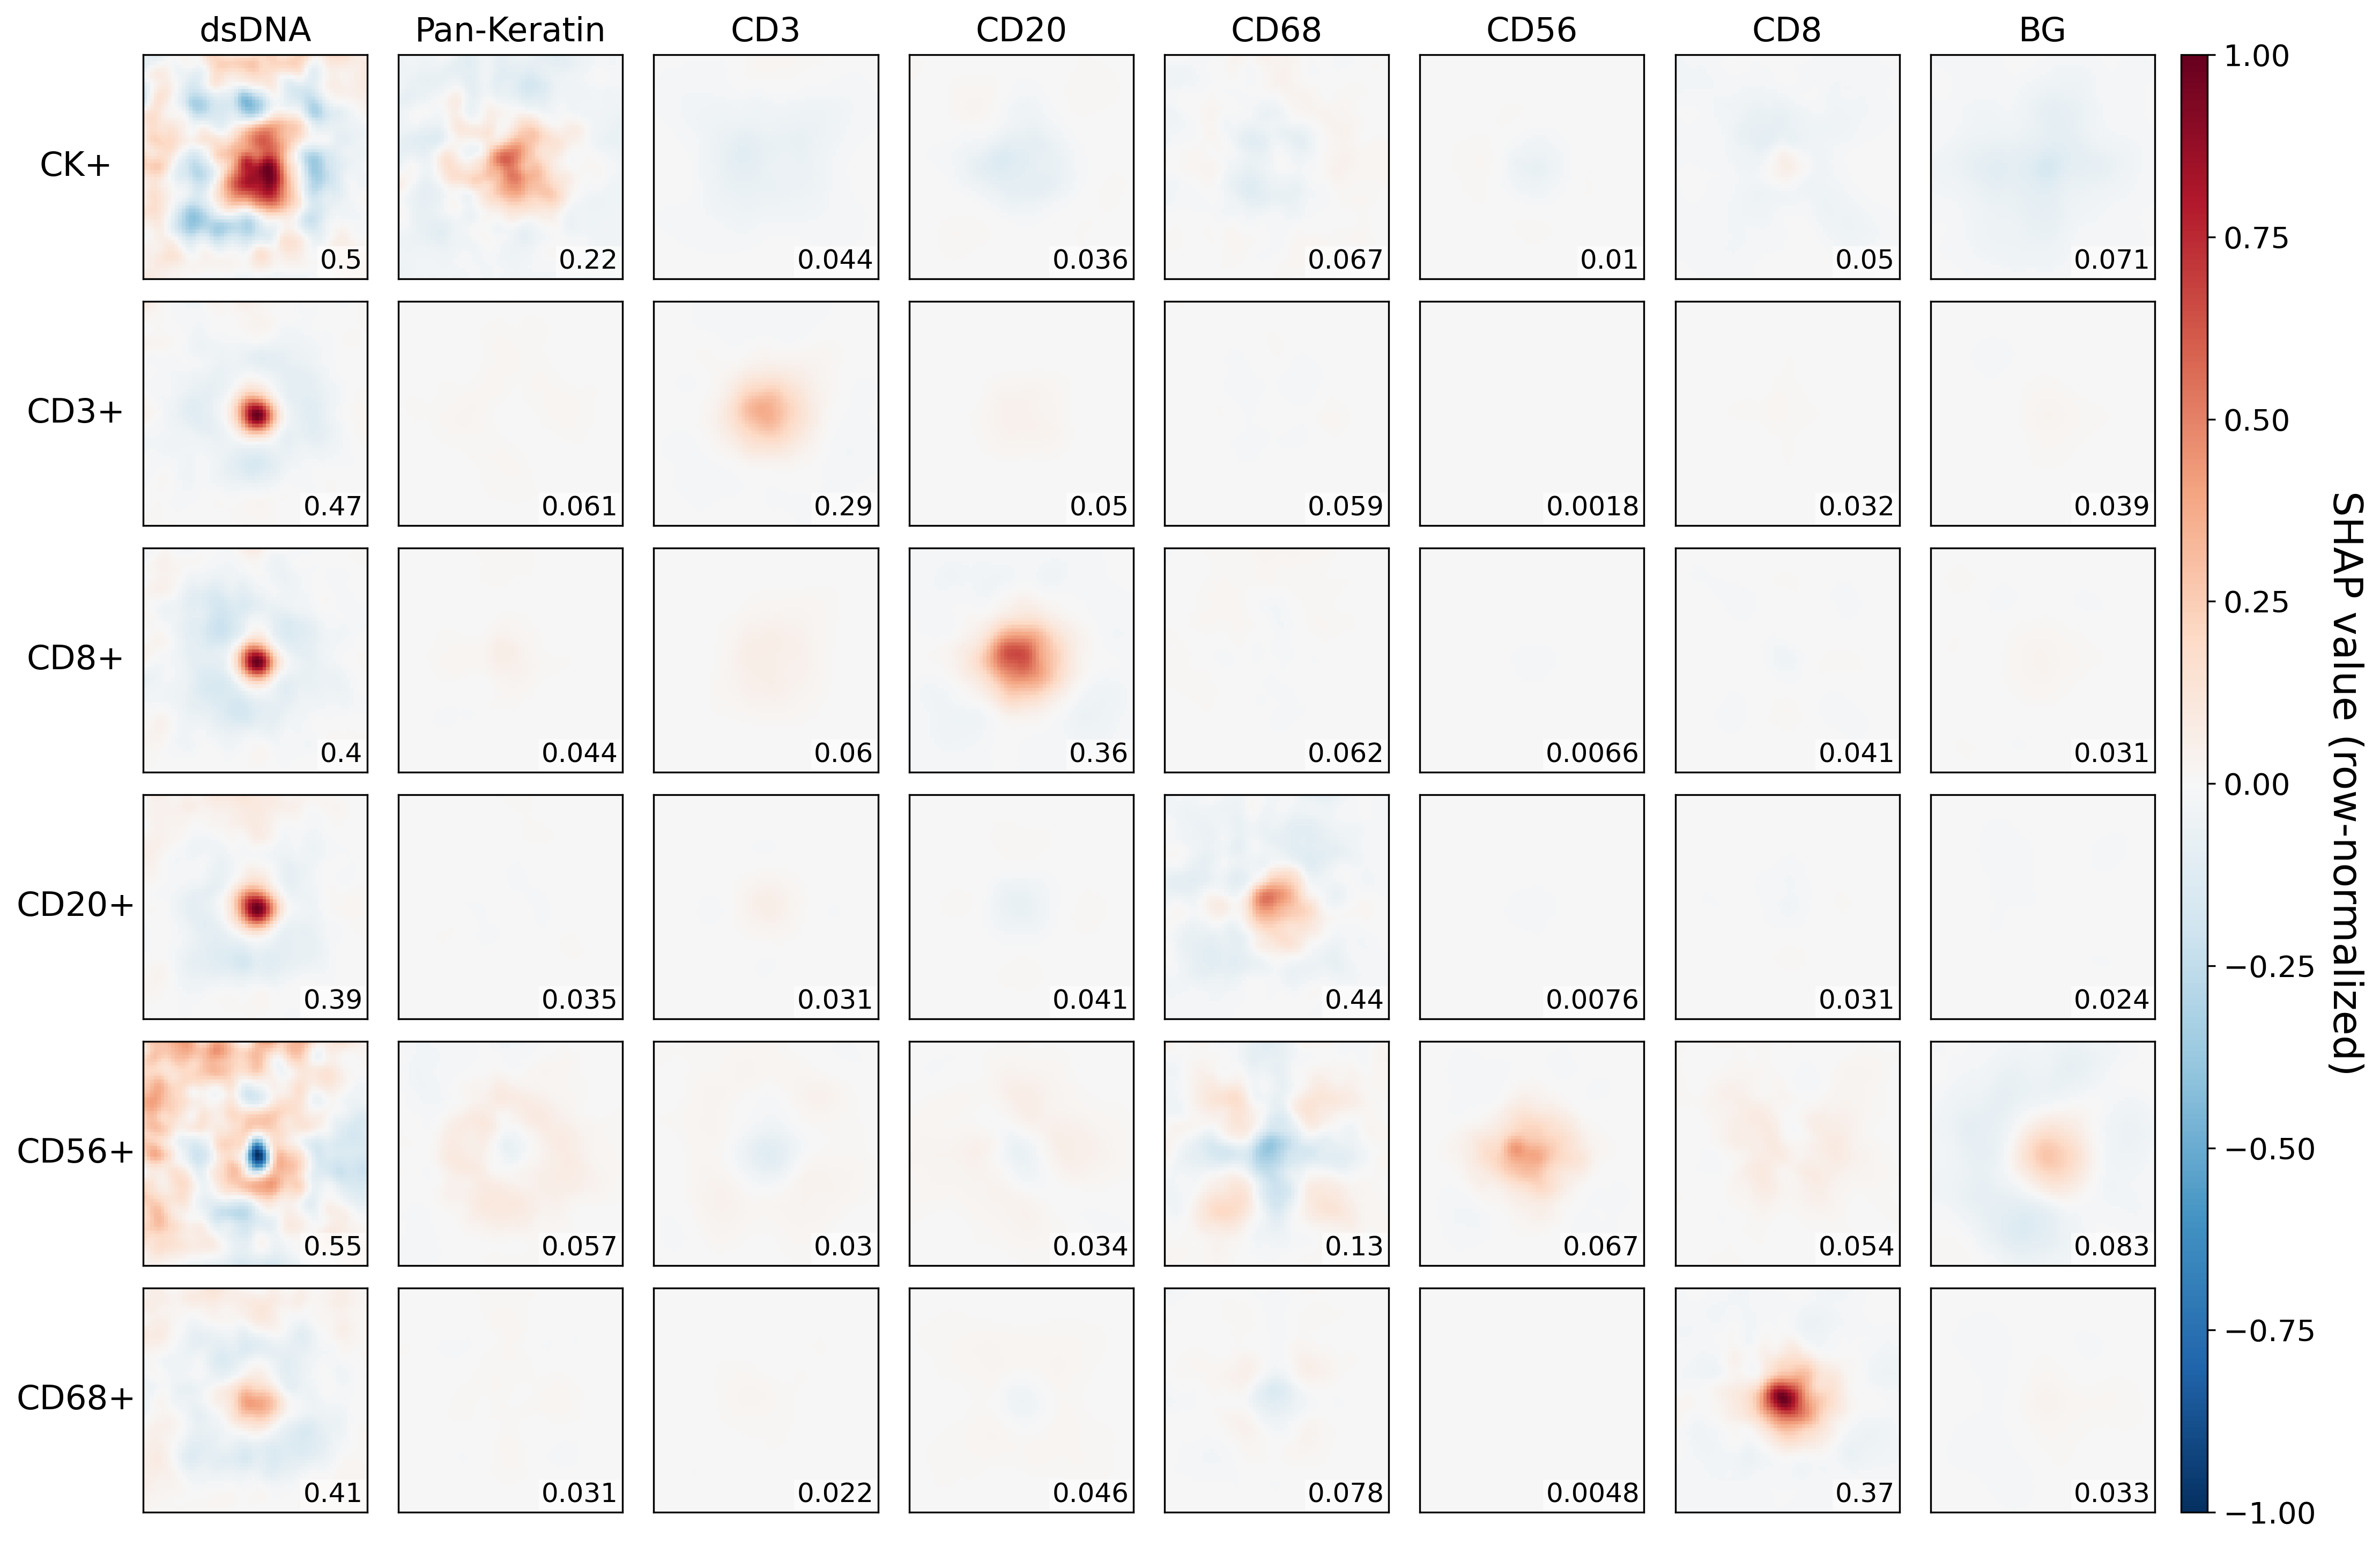 dsDNA Pan-Keratin CD3 CD20 CD68 CD56 CD8 BG
CK+ 0.5 0.22 0.044 0.036 0.067 0.01 0.05 0.071
CD3+ 0.47 0.061 0.29 0.05 0.059 0.0018 0.032 0.039
CD8+ 0.4 0.044 0.06 0.36 0.062 0.0066 0.041 0.031
CD20+ 0.39 0.035 0.031 0.041 0.44 0.0076 0.031 0.024
CD56+ 0.55 0.057 0.03 0.034 0.13 0.067 0.054 0.083
CD68+ 0.41 0.031 0.022 0.046 0.078 0.0048 0.37 0.033
1.00
0.75
0.50
0.25
0.00
−0.25
−0.50
−0.75
−1.00
SHAP value (row-normalized)